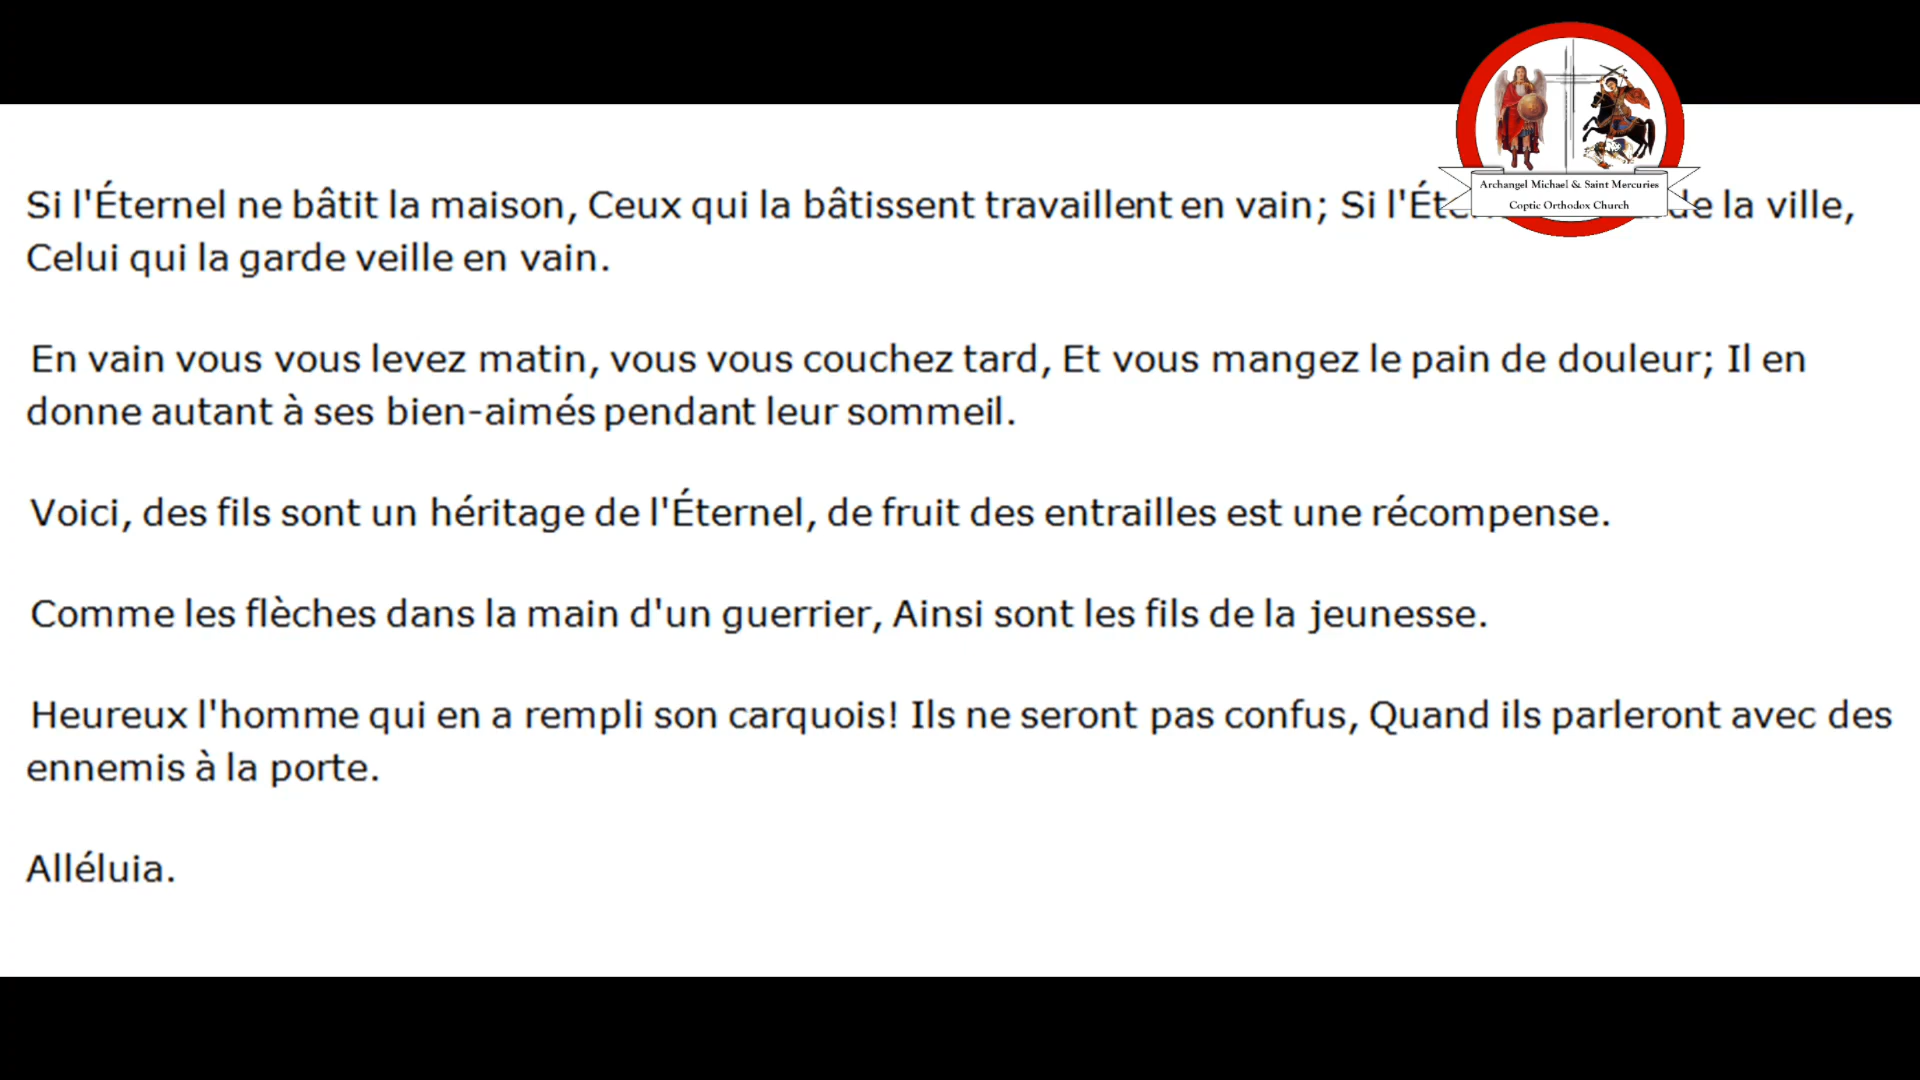 Archangel Michael & Saint Mercuries
Coptic Orthodox Church
Si l'Éternel ne bâtit la maison, Ceux qui la bâtissent travaillent en vain; Si la ville,
Celui qui la garde veille en vain.
En vain vous vous levez matin, vous vous couchez tard, Et vous mangez le pain de douleur; Il en
donne autant à ses bien-aimés pendant leur sommeil.
Voici, des fils sont un héritage de l'Éternel, de fruit des entrailles est une récompense.
Comme les flèches dans la main d'un guerrier, Ainsi sont les fils de la jeunesse.
Heureux l'homme qui en a rempli son carquois! Ils ne seront pas confus, Quand ils parleront avec des
ennemis à la porte.
Alléluia.